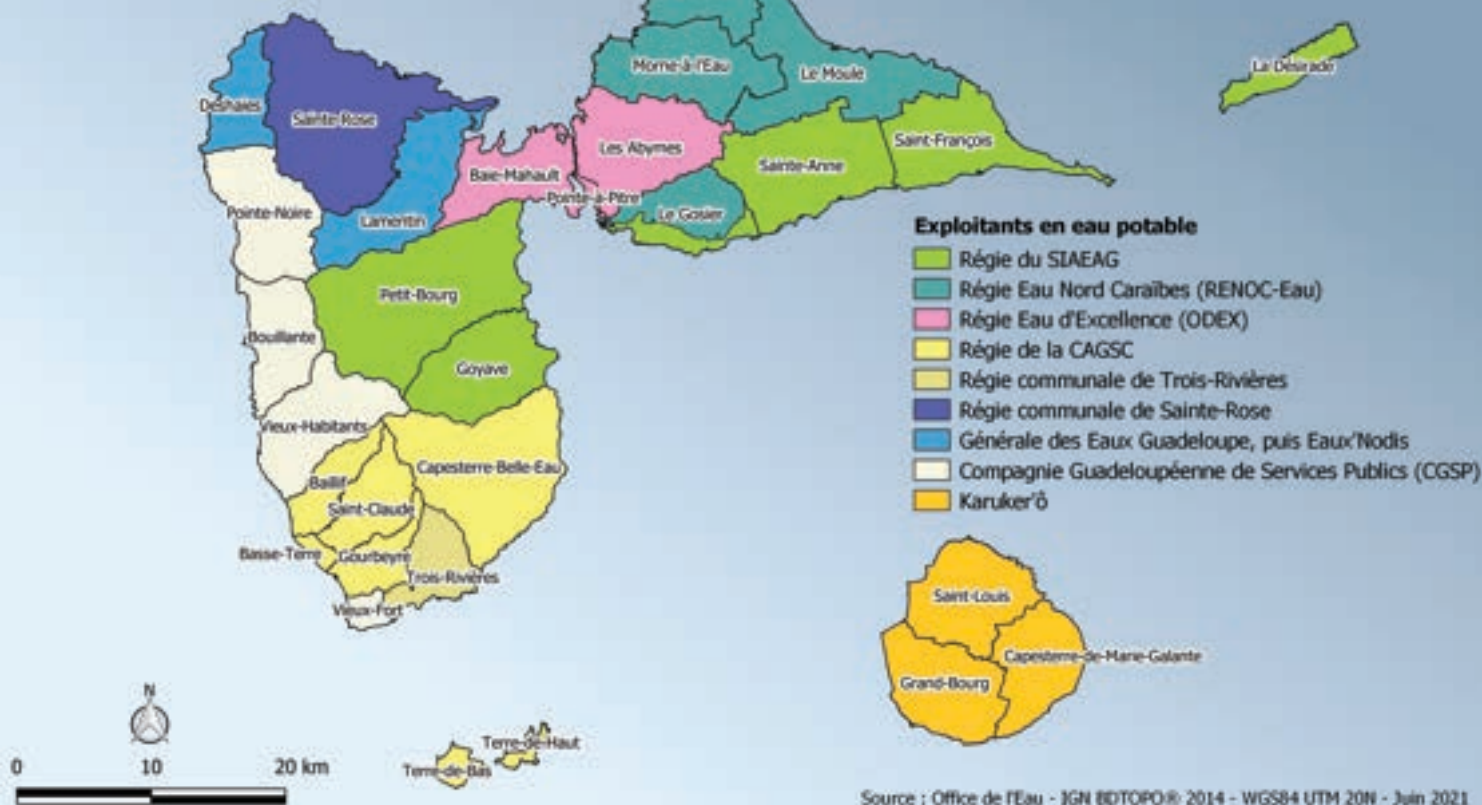 Morne-à-l'Eau
Le Moule
La Désirade
Deshaies
Sainte-Rose
Les Abymes
Saint-François
Sainte-Anne
Baie-Mahault
Pointe-à-Pitre
Pointe-Noire
Lamentin
Le Gosier
Petit-Bourg
Bouillante
Goyave
Vieux-Habitants
Capesterre-Belle-Eau
Baillif
Saint-Claude
Basse-Terre
Gourbeyre
Trois-Rivières
Vieux-Fort
Exploitants en eau potable
Régie du SIAEAG
Régie Eau Nord Caraïbes (RENOC-Eau)
Régie Eau d'Excellence (ODEX)
Régie de la CAGSC
Régie communale de Trois-Rivières
Régie communale de Sainte-Rose
Générale des Eaux Guadeloupe, puis Eaux'Nodis
Compagnie Guadeloupéenne de Services Publics (CGSP)
Karuker'ô
Saint-Louis
Capesterre-de-Marie-Galante
Grand-Bourg
N
Terre-de-Haut
Terre-de-Bas
0 10 20 km
Source : Office de l'Eau - IGN BDTOPO® 2014 - WGS84 UTM 20N - Juin 2021